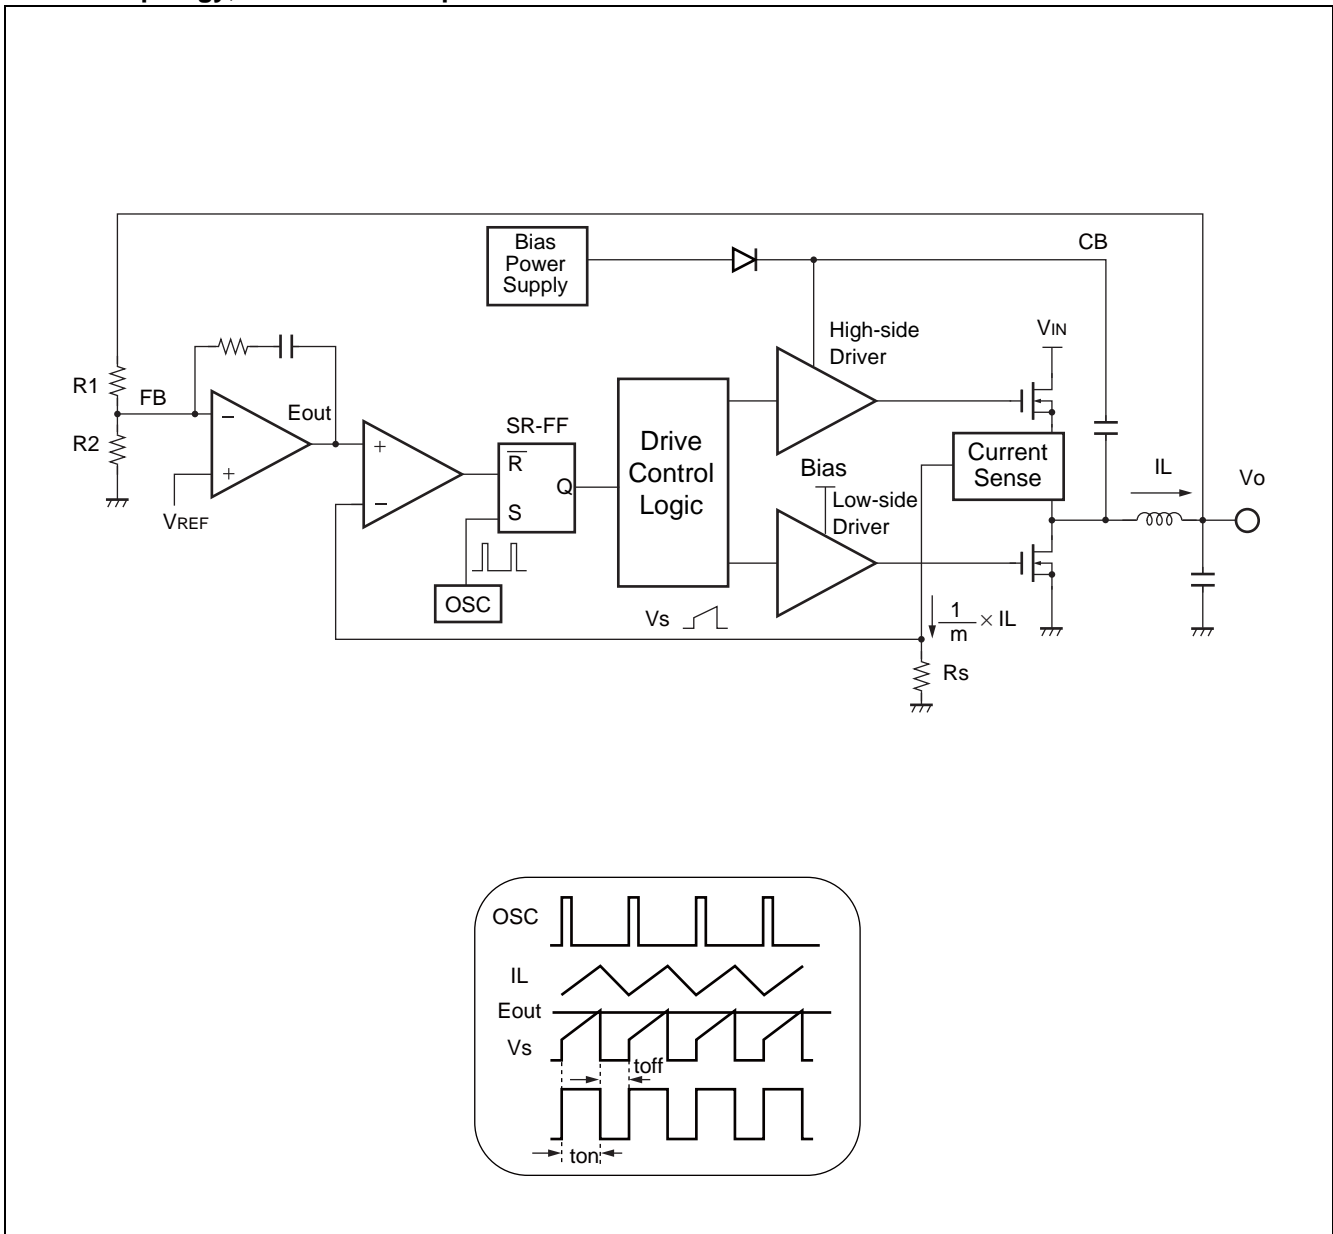 Bias
Power
Supply
CB
VIN
High-side
Driver
R1
FB
Eout
R2
SR-FF
R
Q
S
Drive
Control
Logic
Current
Sense
IL
Vo
Bias
Low-side
Driver
VREF
+
−
+
−
OSC
Vs
1
m
× IL
Rs
OSC
IL
Eout
Vs
toff
ton